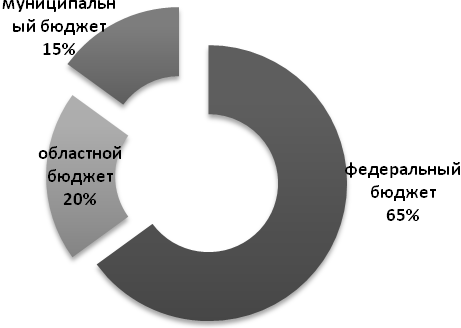 муниципальн
ый бюджет
15%
областной
бюджет
20%
федеральный
бюджет
65%